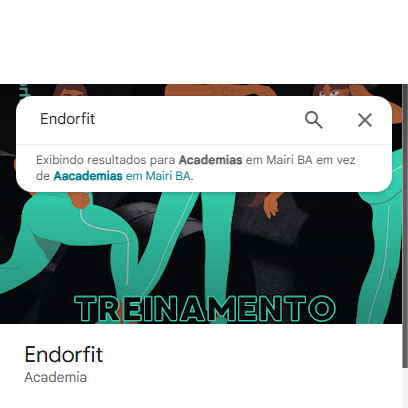 Endorfit
Exibindo resultados para Academias em Mairi BA em vez
de Aacademias em Mairi BA.
TREINAMENTO
Endorfit
Academia